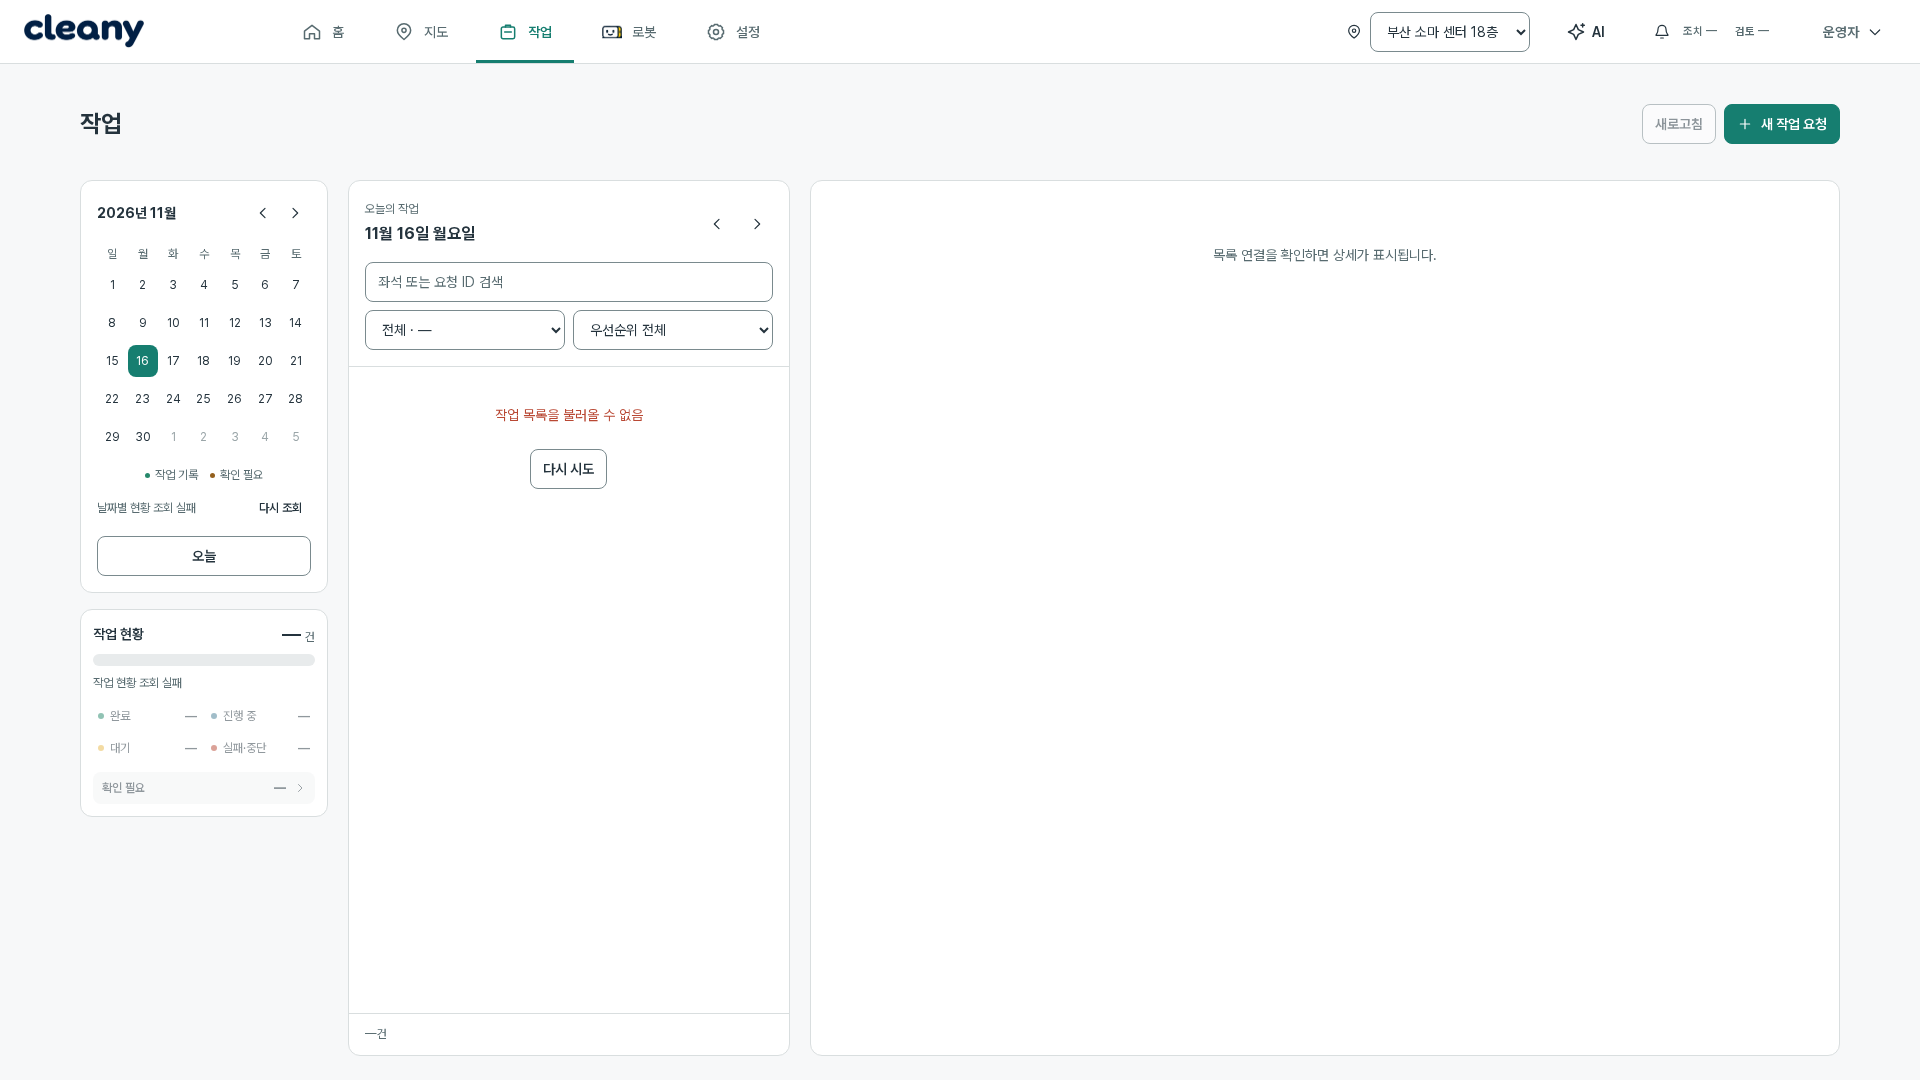 cleany
홈
지도
작업
로봇
설정
부산 소마 센터 18층
AI
조치 —
검토 —
운영자
작업
새로고침
새 작업 요청
2026년 11월
일 월 화 수 목 금 토
1 2 3 4 5 6 7
8 9 10 11 12 13 14
15 16 17 18 19 20 21
22 23 24 25 26 27 28
29 30 1 2 3 4 5
작업 기록 확인 필요
날짜별 현황 조회 실패 다시 조회
오늘
작업 현황 — 건
작업 현황 조회 실패
완료 — 진행 중 —
대기 — 실패·중단 —
확인 필요 —
오늘의 작업
11월 16일 월요일
좌석 또는 요청 ID 검색
전체 · —
우선순위 전체
작업 목록을 불러올 수 없음
다시 시도
—건
목록 연결을 확인하면 상세가 표시됩니다.